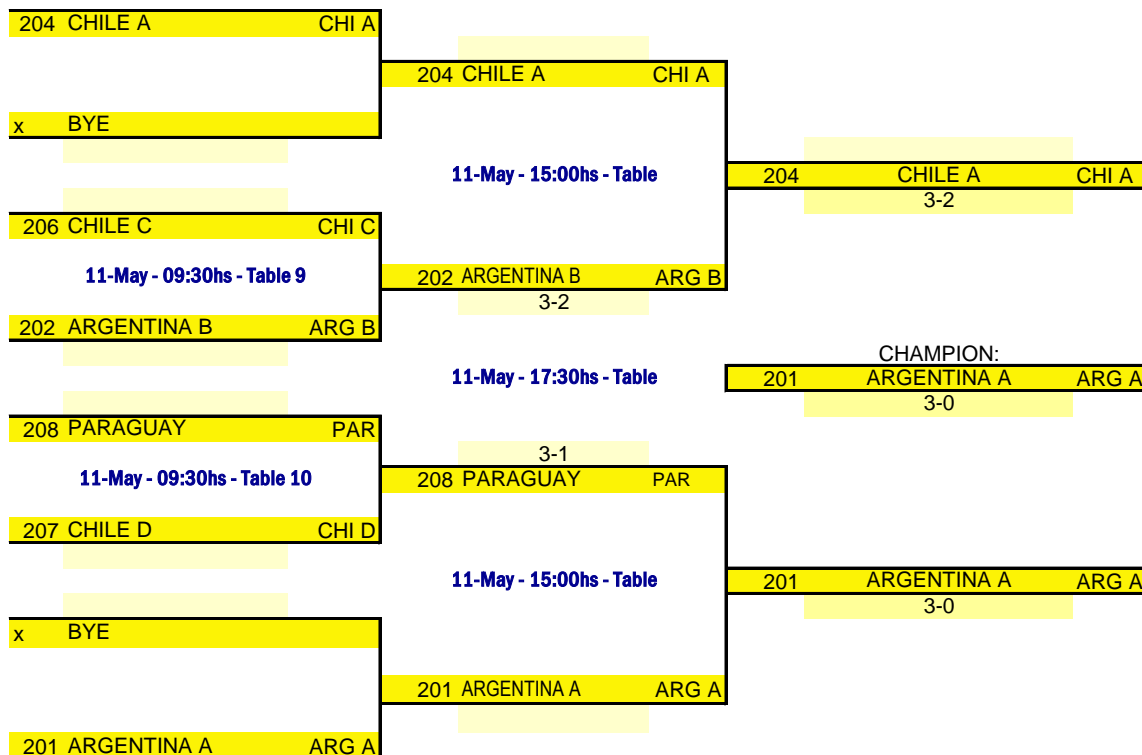 204 CHILE A CHI A
204 CHILE A CHI A
x BYE
11-May - 15:00hs - Table
204 CHILE A CHI A
3-2
206 CHILE C CHI C
11-May - 09:30hs - Table 9
202 ARGENTINA B ARG B
3-2
202 ARGENTINA B ARG B
CHAMPION:
11-May - 17:30hs - Table
201 ARGENTINA A ARG A
3-0
208 PARAGUAY PAR
3-1
11-May - 09:30hs - Table 10
208 PARAGUAY PAR
207 CHILE D CHI D
11-May - 15:00hs - Table
201 ARGENTINA A ARG A
3-0
x BYE
201 ARGENTINA A ARG A
201 ARGENTINA A ARG A